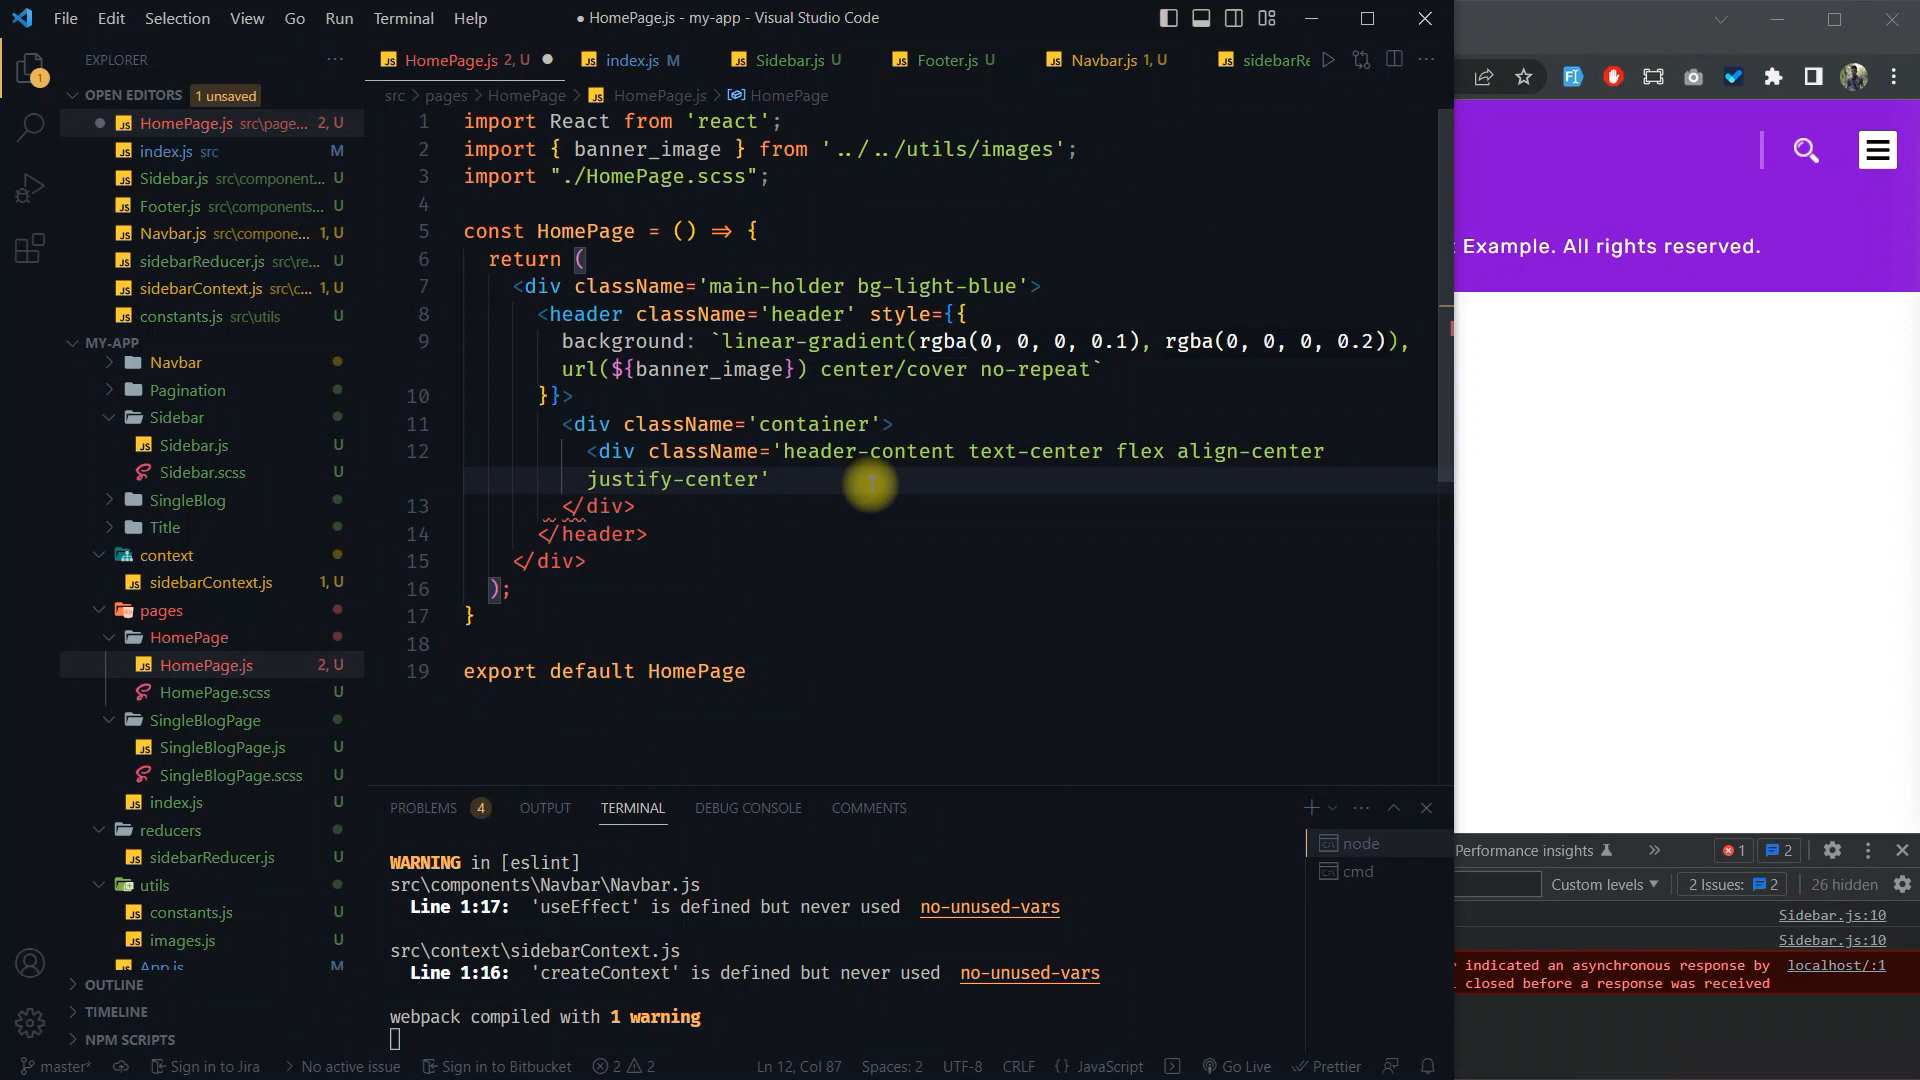 File Edit Selection View Go Run Terminal Help
● HomePage.js - my-app - Visual Studio Code
EXPLORER
OPEN EDITORS 1 unsaved
HomePage.js src\page... 2, U
index.js src M
Sidebar.js src\component... U
Footer.js src\components... U
Navbar.js src\compone... 1, U
sidebarReducer.js src\re... U
sidebarContext.js src\c... 1, U
constants.js src\utils U
MY-APP
Navbar
Pagination
Sidebar
Sidebar.js U
Sidebar.scss U
SingleBlog
Title
context
sidebarContext.js 1, U
pages
HomePage
HomePage.js 2, U
HomePage.scss U
SingleBlogPage
SingleBlogPage.js U
SingleBlogPage.scss U
index.js U
reducers
sidebarReducer.js U
utils
constants.js U
images.js U
App.js M
OUTLINE
TIMELINE
NPM SCRIPTS
HomePage.js 2, U index.js M Sidebar.js U Footer.js U Navbar.js 1, U sidebarRe
src > pages > HomePage > HomePage.js > HomePage
1 import React from 'react';
2 import { banner_image } from '../../utils/images';
3 import "./HomePage.scss";
4
5 const HomePage = () => {
6 return (
7 <div className='main-holder bg-light-blue'>
8 <header className='header' style={{
9 background: `linear-gradient(rgba(0, 0, 0, 0.1), rgba(0, 0, 0, 0.2)),
url(${banner_image}) center/cover no-repeat`
10 }}>
11 <div className='container'>
12 <div className='header-content text-center flex align-center
justify-center'
13 </div>
14 </header>
15 </div>
16 );
17 }
18
19 export default HomePage
PROBLEMS 4 OUTPUT TERMINAL DEBUG CONSOLE COMMENTS
WARNING in [eslint]
src\components\Navbar\Navbar.js
Line 1:17: 'useEffect' is defined but never used no-unused-vars
src\context\sidebarContext.js
Line 1:16: 'createContext' is defined but never used no-unused-vars
webpack compiled with 1 warning
node
cmd
master* Sign in to Jira No active issue Sign in to Bitbucket 2 2 Ln 12, Col 87 Spaces: 2 UTF-8 CRLF {} JavaScript Go Live Prettier
Example. All rights reserved.
Performance insights 1 2
Custom levels 2 Issues: 2 26 hidden
Sidebar.js:10
Sidebar.js:10
indicated an asynchronous response by localhost/:1
closed before a response was received